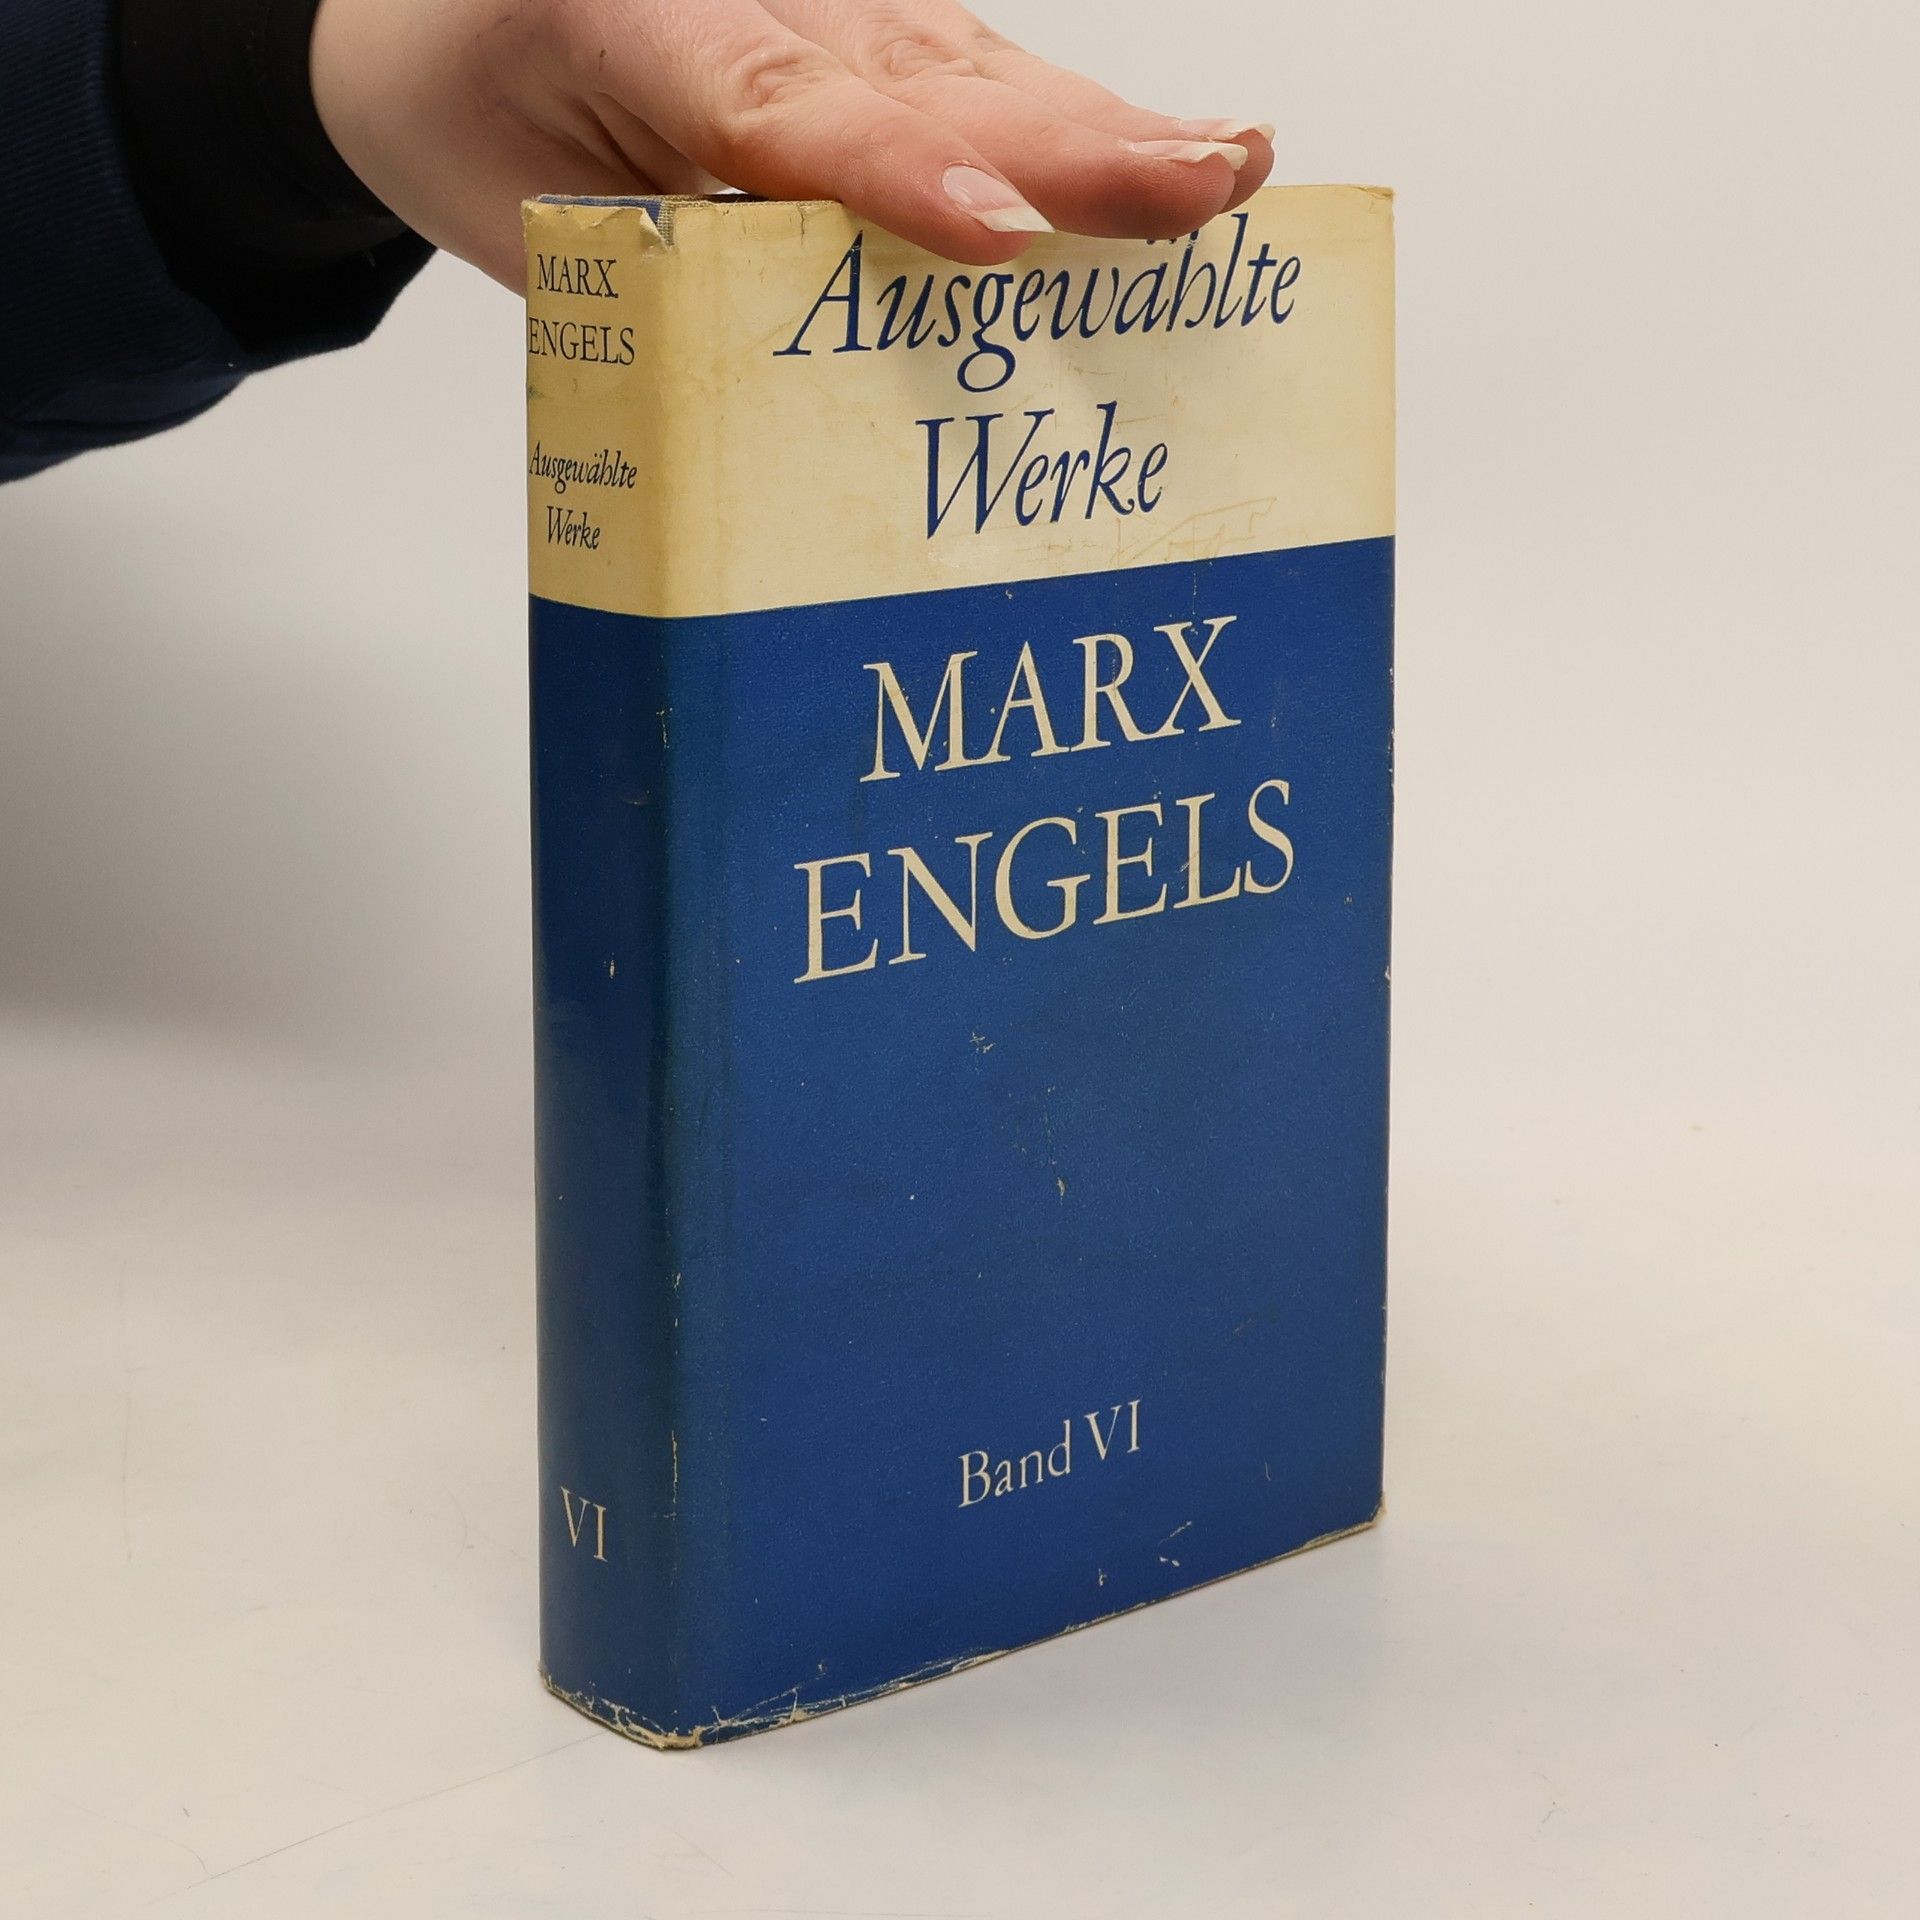 MARX
ENGELS
Ausgewählte
Werke
VI
Ausgewählte
Werke
MARX
ENGELS
Band VI